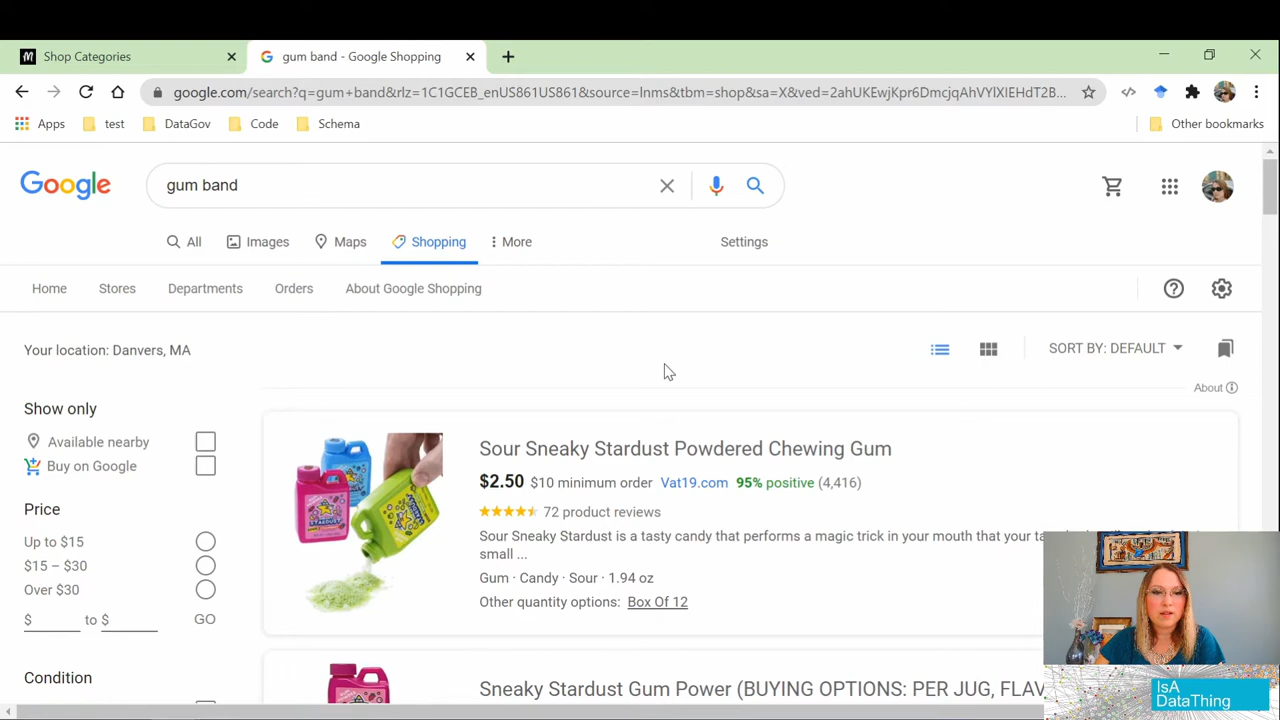 Shop Categories
gum band - Google Shopping
google.com/search?q=gum+band&rlz=1C1GCEB_enUS861US861&source=lnms&tbm=shop&sa=X&ved=2ahUKEwjKpr6DmcjqAhVYlXIEHdT2B...
Apps
test
DataGov
Code
Schema
Other bookmarks
Google
gum band
All
Images
Maps
Shopping
More
Settings
Home
Stores
Departments
Orders
About Google Shopping
Your location: Danvers, MA
SORT BY: DEFAULT
About
Show only
Available nearby
Buy on Google
Price
Up to $15
$15 – $30
Over $30
$ to $ GO
Condition
Sour Sneaky Stardust Powdered Chewing Gum
$2.50 $10 minimum order Vat19.com 95% positive (4,416)
72 product reviews
Sour Sneaky Stardust is a tasty candy that performs a magic trick in your mouth that your ta
small ...
Gum · Candy · Sour · 1.94 oz
Other quantity options: Box Of 12
Sneaky Stardust Gum Power (BUYING OPTIONS: PER JUG, FLAV
IsA
DataThing